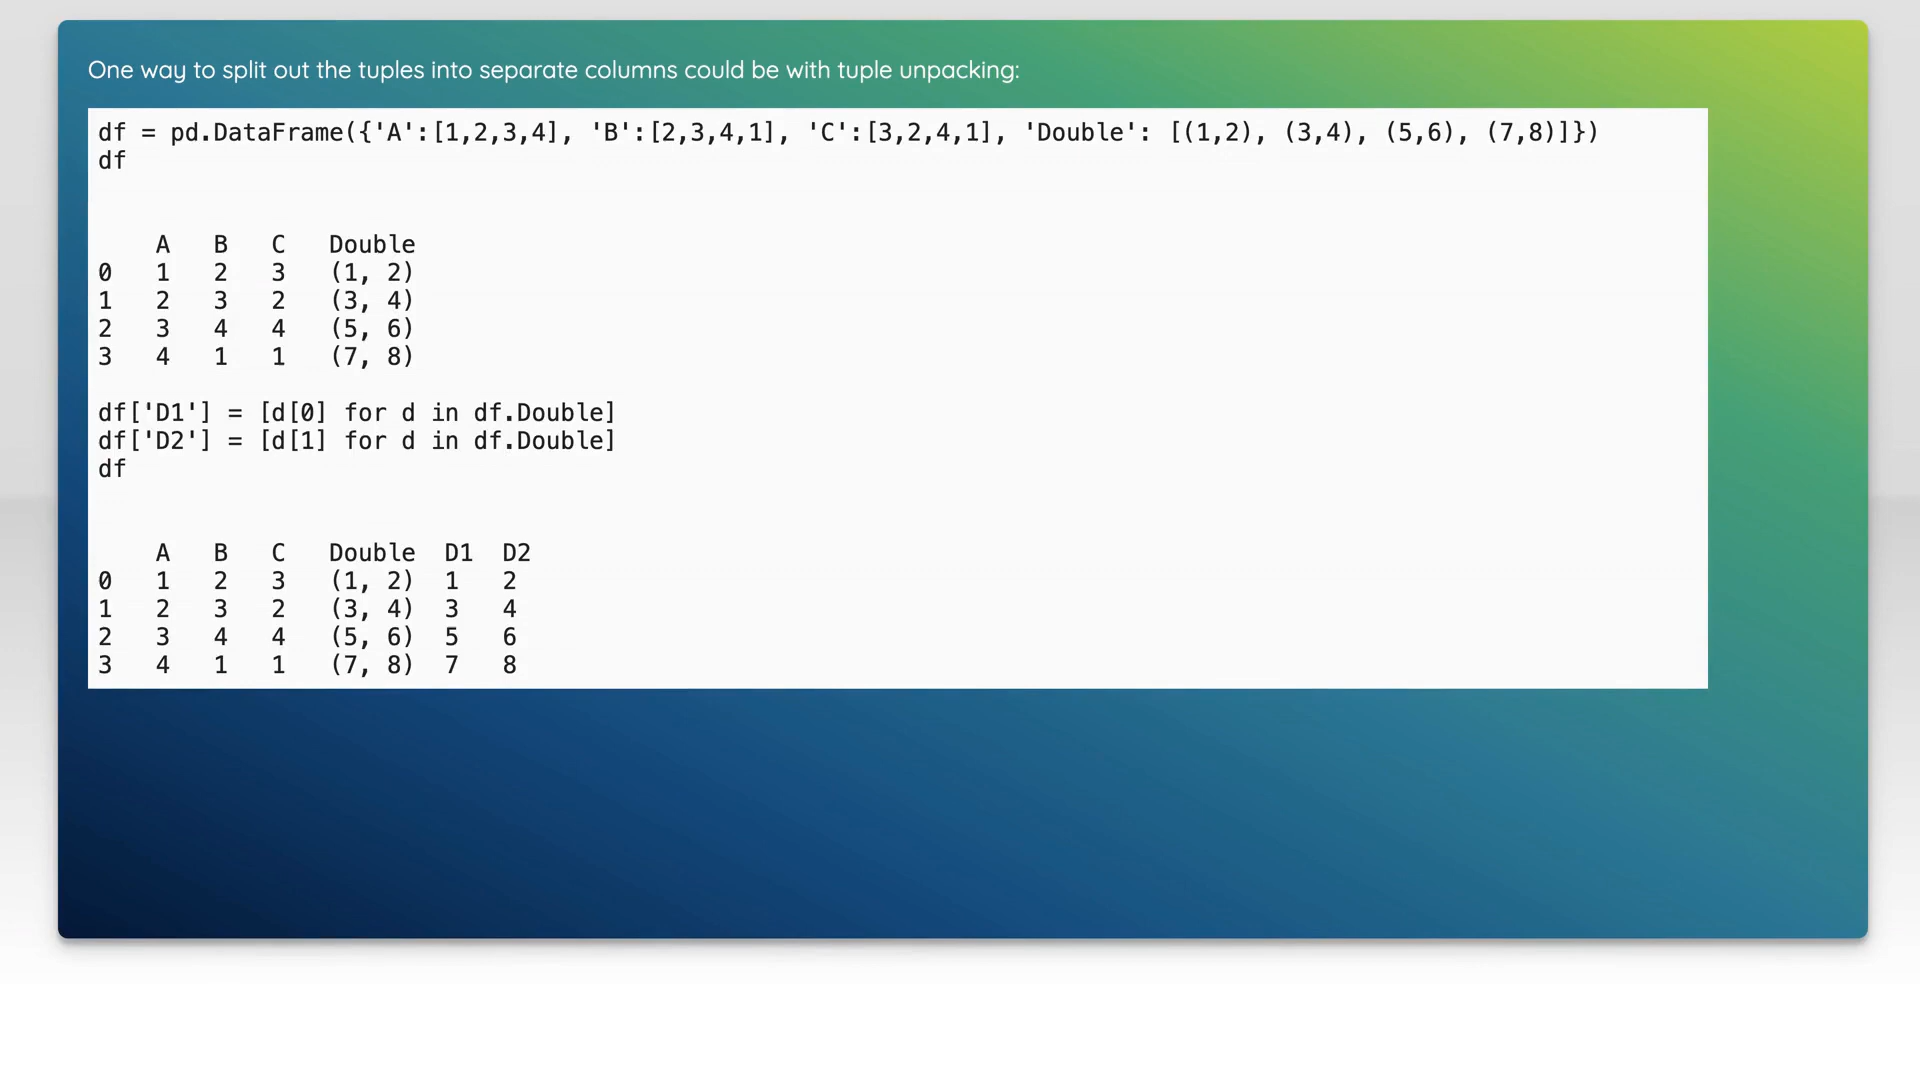 One way to split out the tuples into separate columns could be with tuple unpacking:
df = pd.DataFrame({'A':[1,2,3,4], 'B':[2,3,4,1], 'C':[3,2,4,1], 'Double': [(1,2), (3,4), (5,6), (7,8)]})
df
A B C Double
0 1 2 3 (1, 2)
1 2 3 2 (3, 4)
2 3 4 4 (5, 6)
3 4 1 1 (7, 8)
df['D1'] = [d[0] for d in df.Double]
df['D2'] = [d[1] for d in df.Double]
df
A B C Double D1 D2
0 1 2 3 (1, 2) 1 2
1 2 3 2 (3, 4) 3 4
2 3 4 4 (5, 6) 5 6
3 4 1 1 (7, 8) 7 8